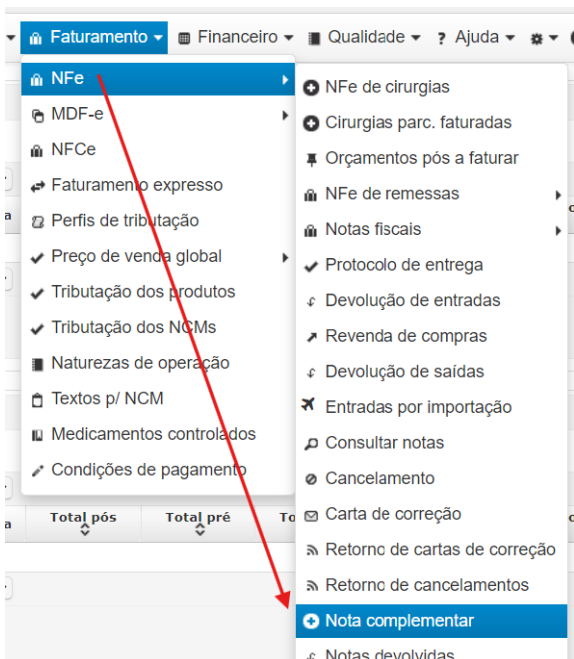 Faturamento Financeiro Qualidade ? Ajuda
NFe
MDF-e
NFCe
Faturamento expresso
Perfis de tributação
Preço de venda global
Tributação dos produtos
Tributação dos NCMs
Naturezas de operação
Textos p/ NCM
Medicamentos controlados
Condições de pagamento
NFe de cirurgias
Cirurgias parc. faturadas
Orçamentos pós a faturar
NFe de remessas
Notas fiscais
Protocolo de entrega
Devolução de entradas
Revenda de compras
Devolução de saídas
Entradas por importação
Consultar notas
Cancelamento
Carta de correção
Retorno de cartas de correção
Retorno de cancelamentos
Nota complementar
Notas devolvidas
a
a Total pós Total pré To